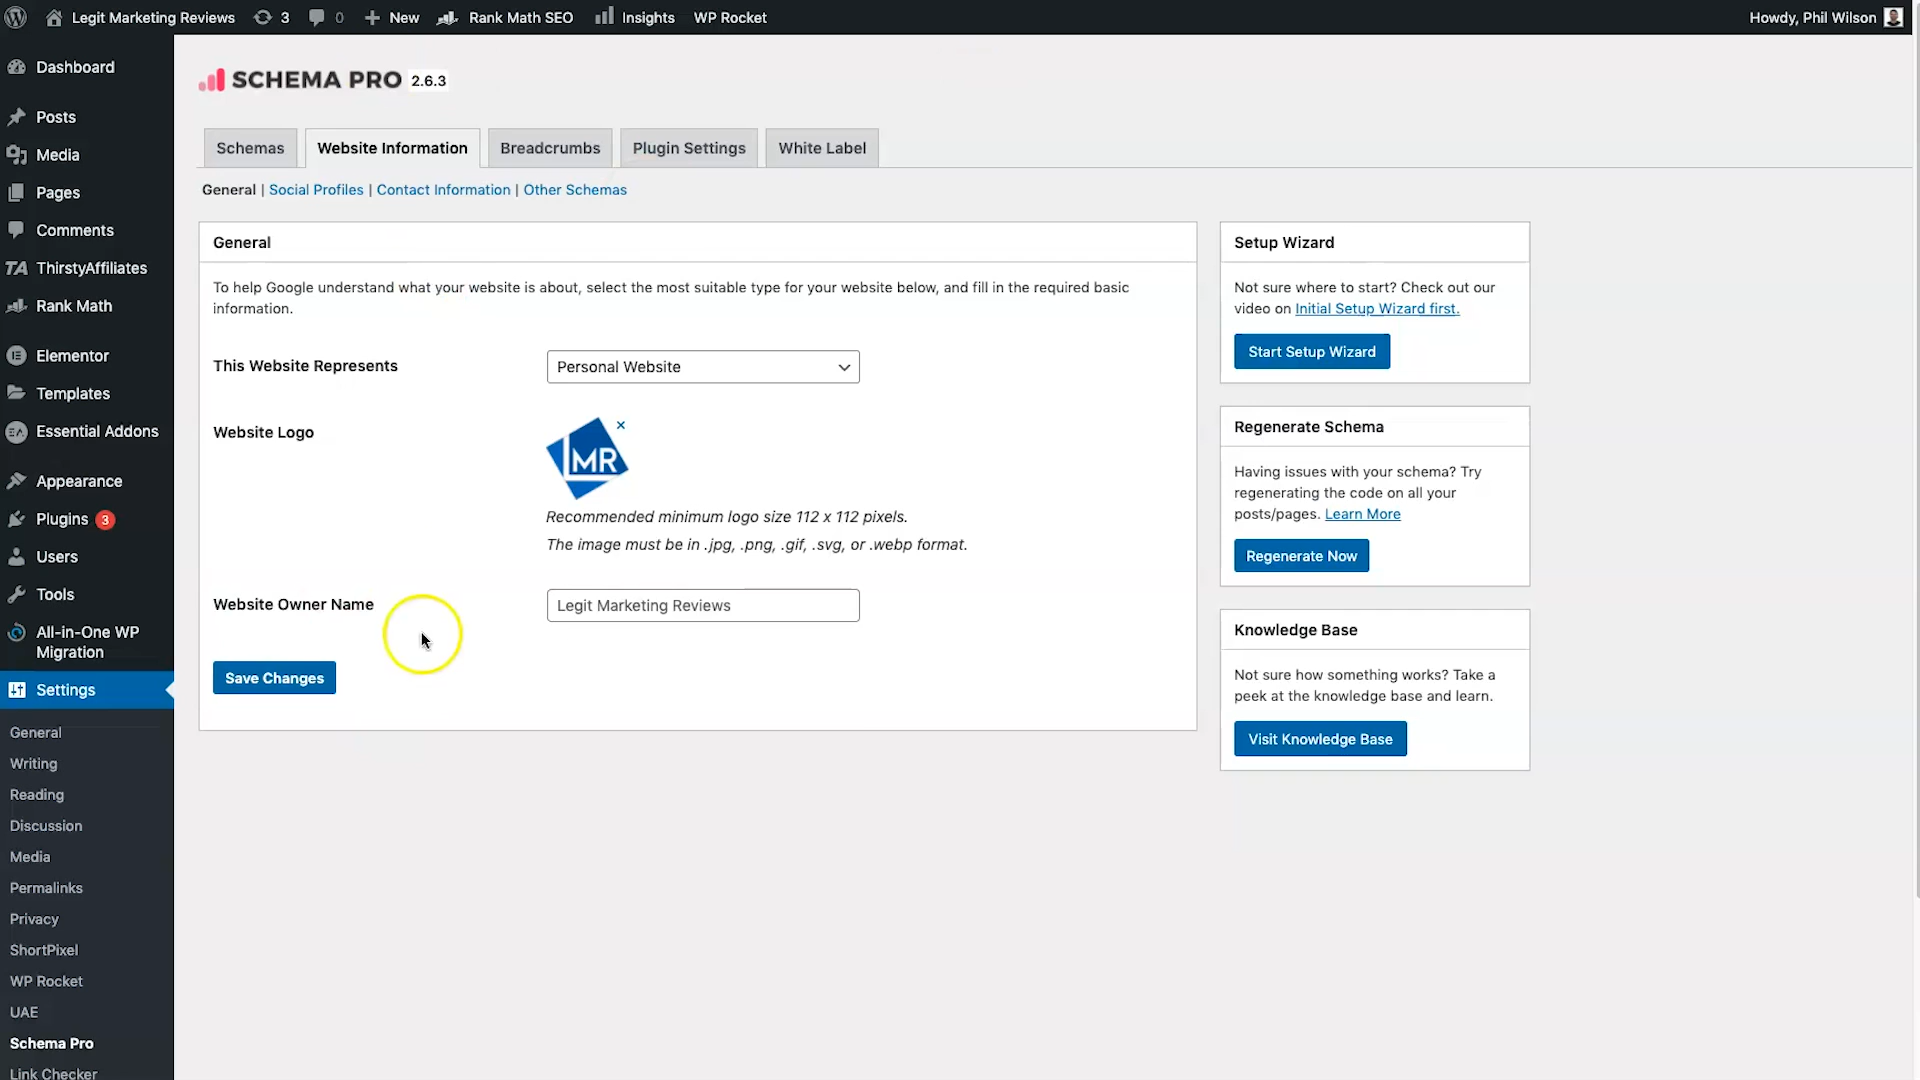 Legit Marketing Reviews 3 0 New Rank Math SEO Insights WP Rocket Howdy, Phil Wilson
Dashboard
Posts
Media
Pages
Comments
TA ThirstyAffiliates
Rank Math
Elementor
Templates
EA Essential Addons
Appearance
Plugins 3
Users
Tools
All-in-One WP
Migration
Settings
General
Writing
Reading
Discussion
Media
Permalinks
Privacy
ShortPixel
WP Rocket
UAE
Schema Pro
Link Checker
SCHEMA PRO 2.6.3
Schemas Website Information Breadcrumbs Plugin Settings White Label
General | Social Profiles | Contact Information | Other Schemas
General
To help Google understand what your website is about, select the most suitable type for your website below, and fill in the required basic
information.
This Website Represents Personal Website
Website Logo
LMR
×
Recommended minimum logo size 112 x 112 pixels.
The image must be in .jpg, .png, .gif, .svg, or .webp format.
Website Owner Name Legit Marketing Reviews
Save Changes
Setup Wizard
Not sure where to start? Check out our
video on Initial Setup Wizard first.
Start Setup Wizard
Regenerate Schema
Having issues with your schema? Try
regenerating the code on all your
posts/pages. Learn More
Regenerate Now
Knowledge Base
Not sure how something works? Take a
peek at the knowledge base and learn.
Visit Knowledge Base